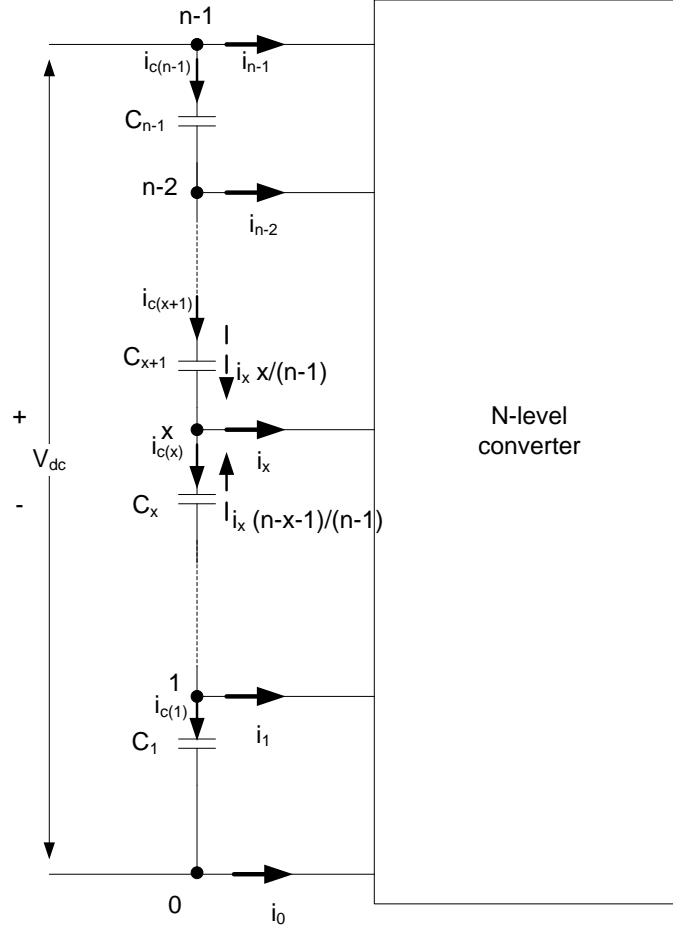 n-1
i_c(n-1) i_n-1
C_n-1
n-2
i_n-2
i_c(x+1)
C_x+1
i_x x/(n-1)
+
x
N-level
converter
V_dc
i_c(x)
i_x
-
C_x
i_x (n-x-1)/(n-1)
1
i_c(1)
i_1
C_1
0
i_0